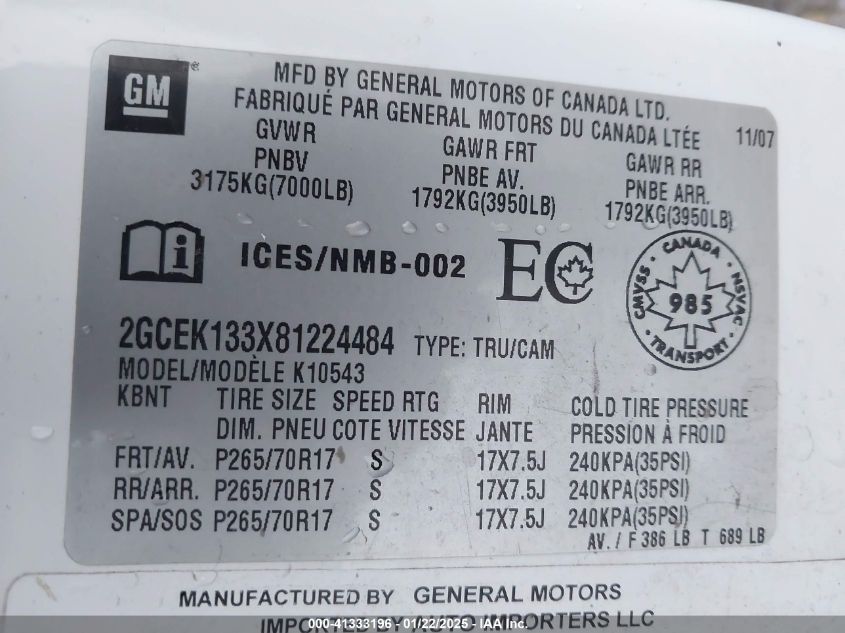 GM
MFD BY GENERAL MOTORS OF CANADA LTD.
FABRIQUÉ PAR GENERAL MOTORS DU CANADA LTÉE
11/07
GVWR GAWR FRT GAWR RR
PNBV PNBE AV. PNBE ARR.
3175KG(7000LB) 1792KG(3950LB) 1792KG(3950LB)
i ICES/NMB-002 EC
CANADA
CMVSS 985 NSVAC
TRANSPORT
2GCEK133X81224484 TYPE: TRU/CAM
MODEL/MODÈLE K10543
KBNT TIRE SIZE SPEED RTG RIM COLD TIRE PRESSURE
DIM. PNEU COTE VITESSE JANTE PRESSION À FROID
FRT/AV. P265/70R17 S 17X7.5J 240KPA(35PSI)
RR/ARR. P265/70R17 S 17X7.5J 240KPA(35PSI)
SPA/SOS P265/70R17 S 17X7.5J 240KPA(35PSI)
AV. / F 386 LB T 689 LB
MANUFACTURED BY GENERAL MOTORS
IMPORTED BY AUTO IMPORTERS LLC
000-41333196 - 01/22/2025 - IAA Inc.